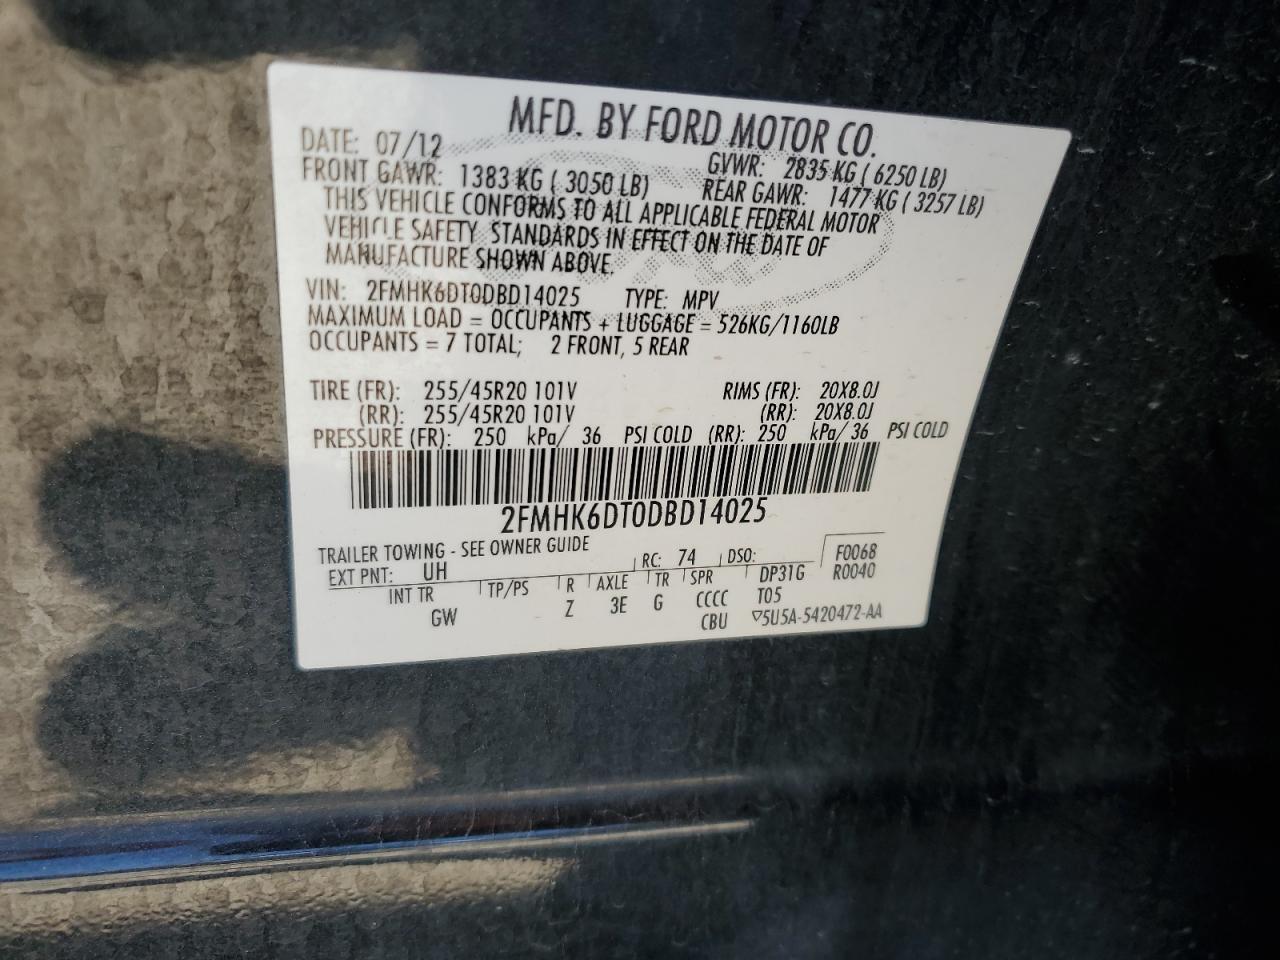 MFD. BY FORD MOTOR CO.
DATE: 07/12 GVWR: 2835 KG ( 6250 LB)
FRONT GAWR: 1383 KG ( 3050 LB) REAR GAWR: 1477 KG ( 3257 LB)
THIS VEHICLE CONFORMS TO ALL APPLICABLE FEDERAL MOTOR
VEHICLE SAFETY STANDARDS IN EFFECT ON THE DATE OF
MANUFACTURE SHOWN ABOVE.
VIN: 2FMHK6DT0DBD14025 TYPE: MPV
MAXIMUM LOAD = OCCUPANTS + LUGGAGE = 526KG/1160LB
OCCUPANTS = 7 TOTAL; 2 FRONT, 5 REAR
TIRE (FR): 255/45R20 101V RIMS (FR): 20X8.0J
(RR): 255/45R20 101V (RR): 20X8.0J
PRESSURE (FR): 250 kPa/ 36 PSI COLD (RR): 250 kPa/ 36 PSI COLD
2FMHK6DT0DBD14025
TRAILER TOWING - SEE OWNER GUIDE
EXT PNT: UH RC: 74 DSO: F0068
INT TR TP/PS R AXLE TR SPR DP31G R0040
GW Z 3E G CCCC T05
CBU ▽5U5A-5420472-AA